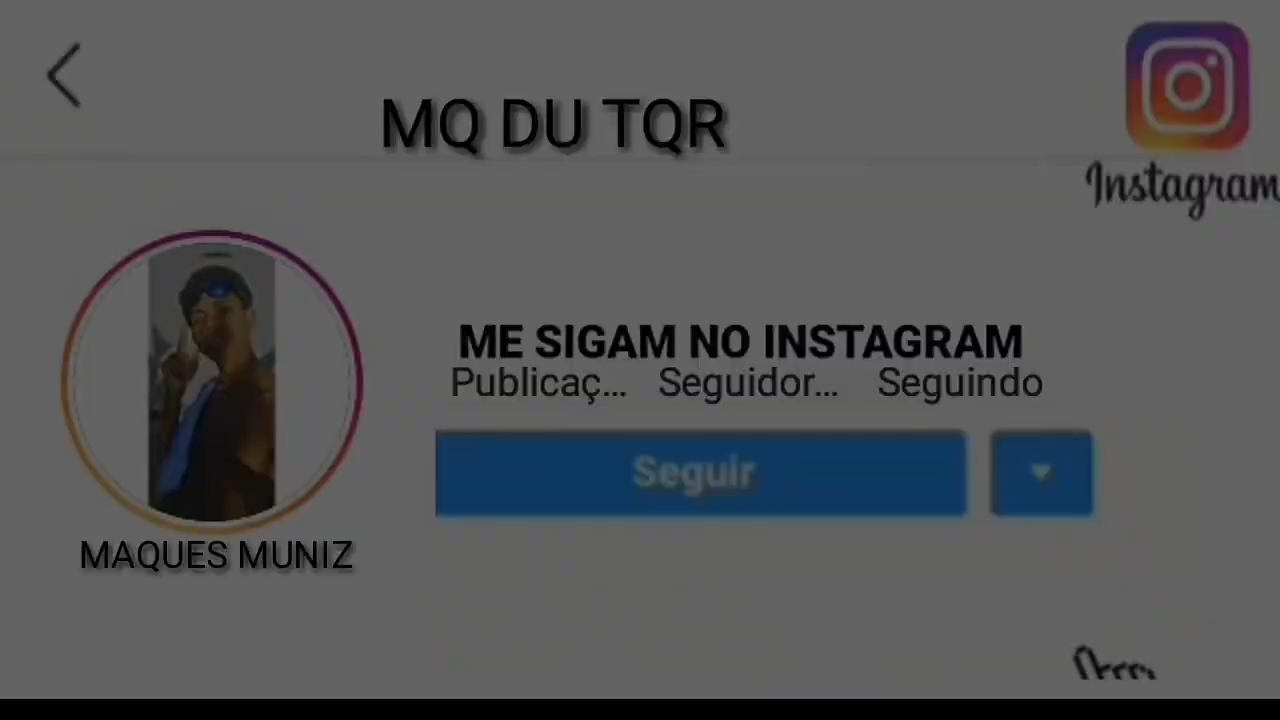 MQ DU TQR
Instagram
ME SIGAM NO INSTAGRAM
Publicaç... Seguidor... Seguindo
Seguir
MAQUES MUNIZ